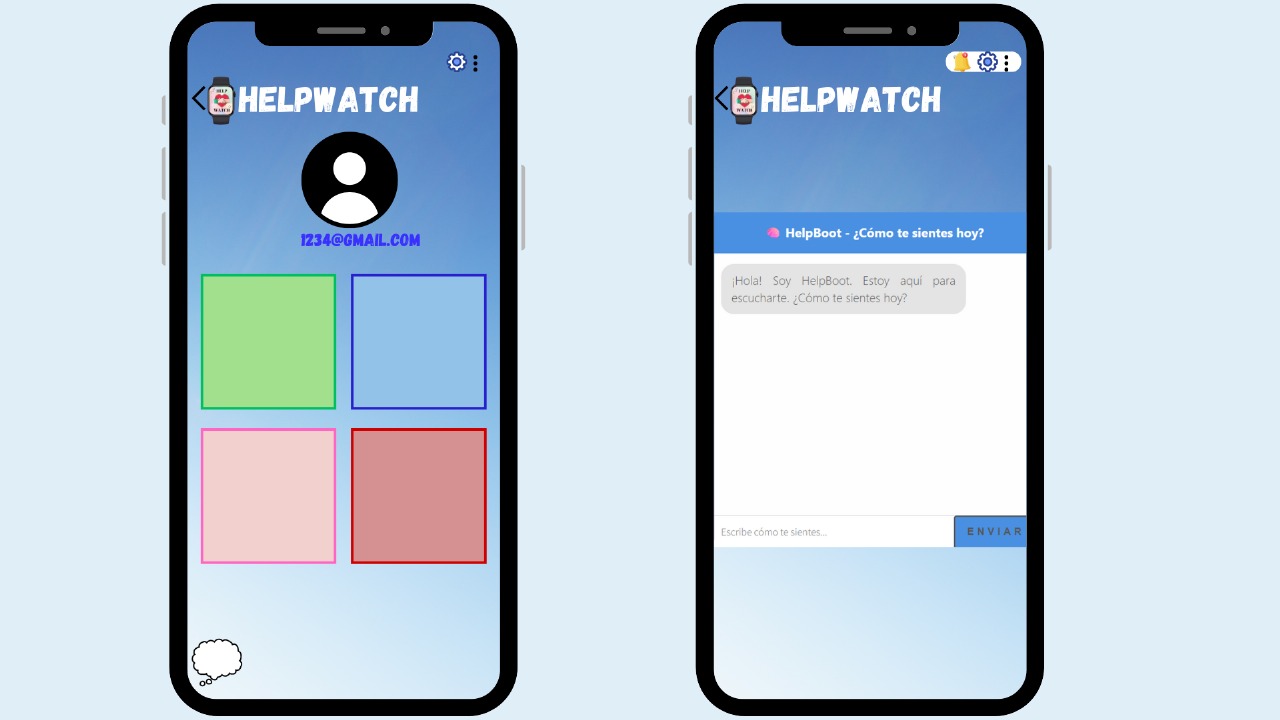 HELPWATCH
1234@GMAIL.COM
HELPWATCH
HelpBoot - ¿Cómo te sientes hoy?
¡Hola! Soy HelpBoot. Estoy aquí para
escucharte. ¿Cómo te sientes hoy?
Escribe cómo te sientes...
ENVIAR